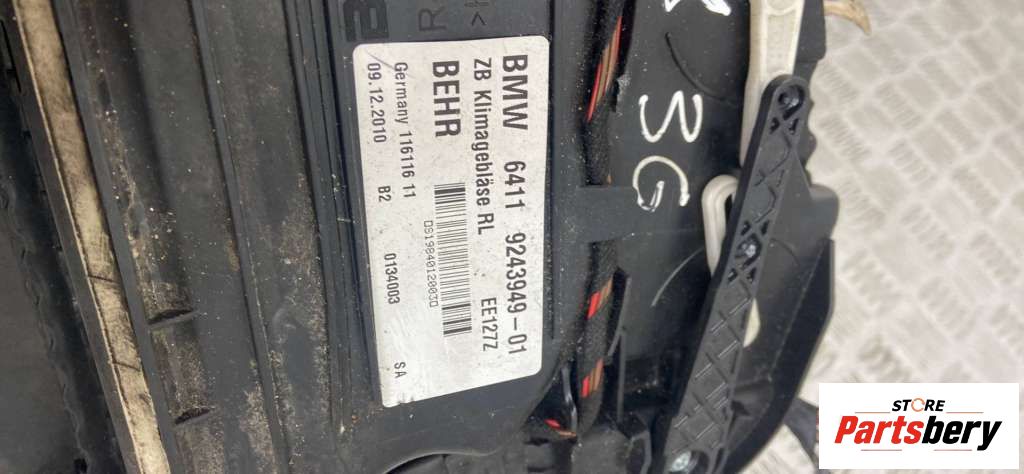 BMW 6411 9243949-01
ZB Klimagebläse RL EE127Z
BEHR
Germany 116116 11 0134003 SA
09.12.2010 B2
3G
STORE
Partsbery